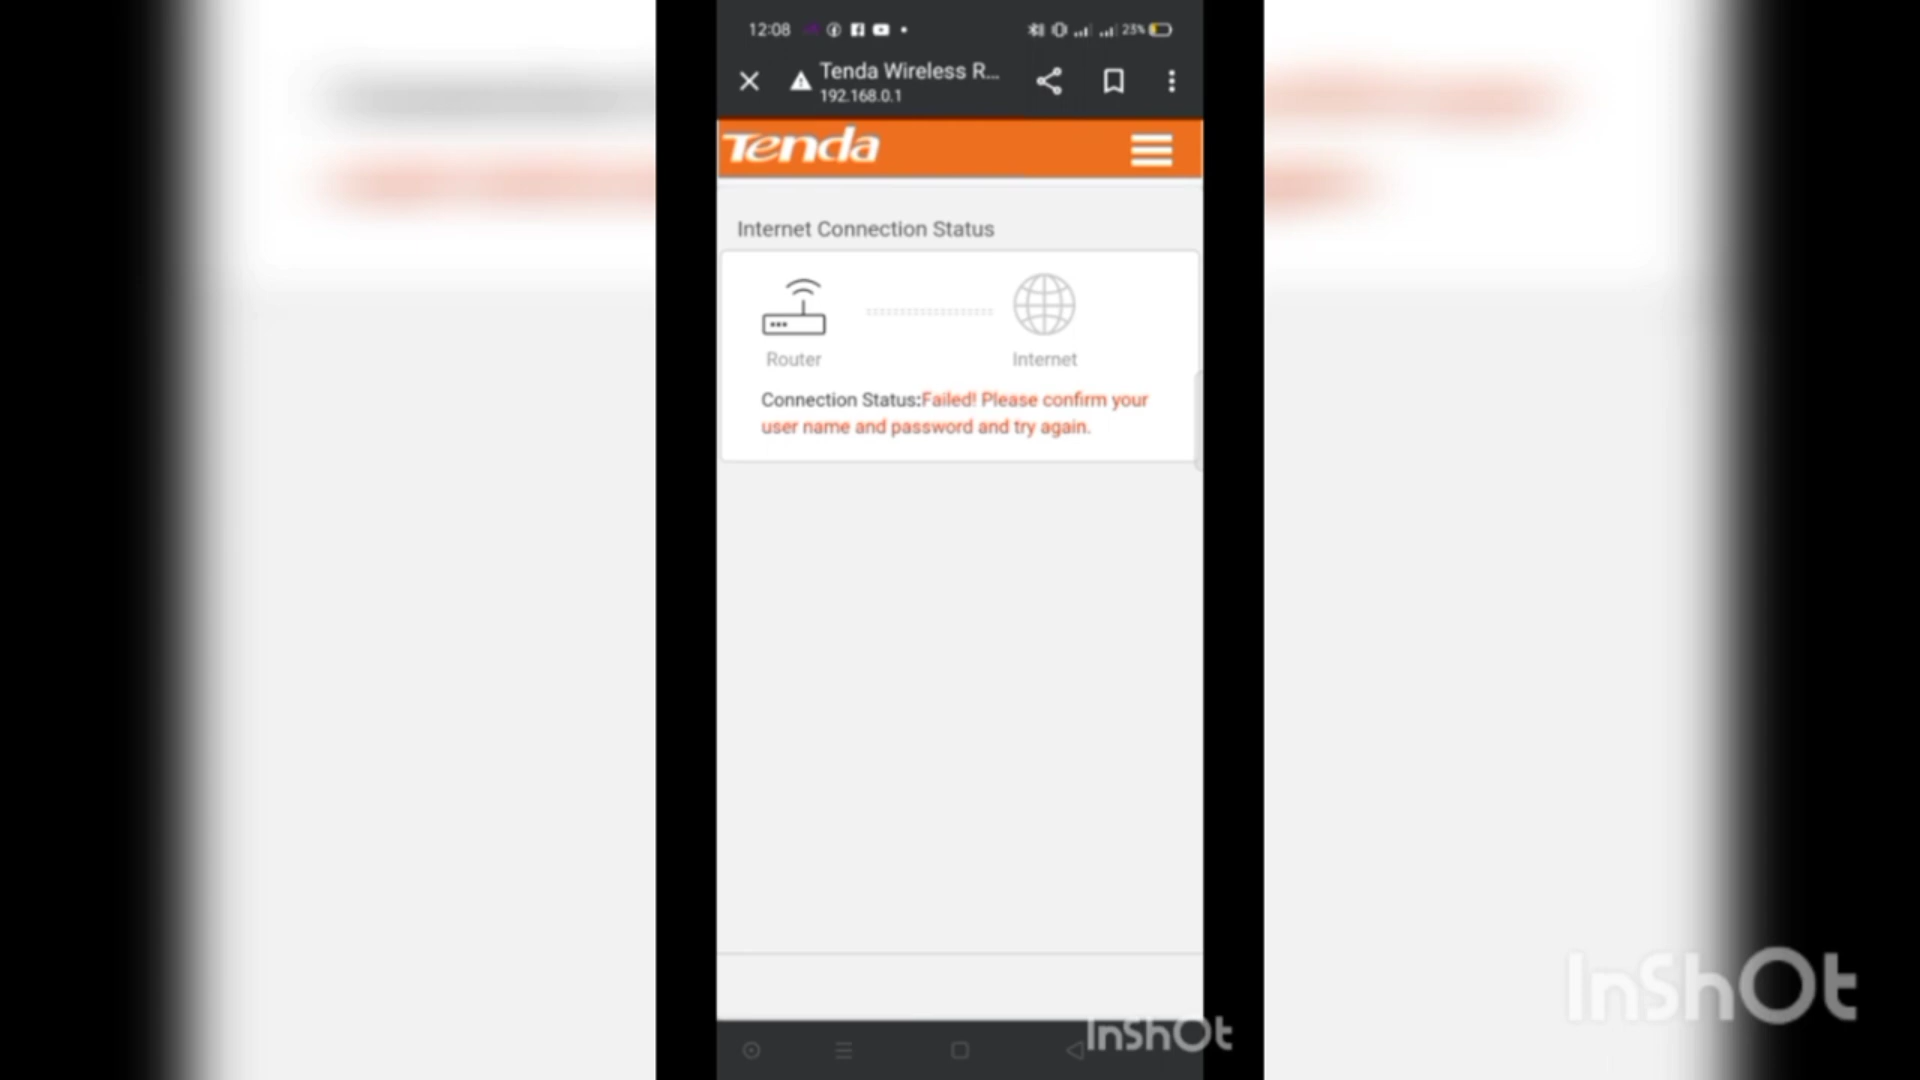 12:08
23%
Tenda Wireless R...
192.168.0.1
Tenda
Internet Connection Status
Router
Internet
Connection Status:Failed! Please confirm your
user name and password and try again.
InShOt
InShOt